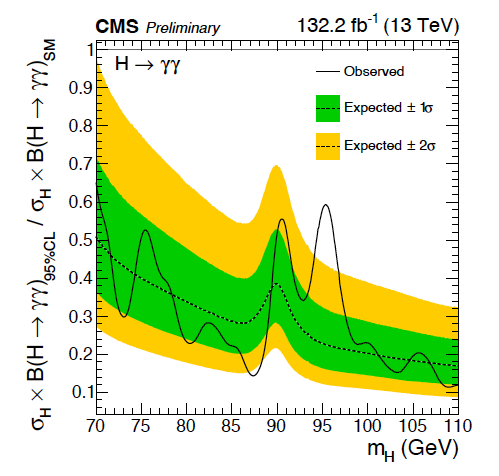 CMS Preliminary 132.2 fb⁻¹ (13 TeV)
H → γγ
Observed
Expected ± 1σ
Expected ± 2σ
σH × B(H → γγ)95%CL / σH × B(H → γγ)SM
1
0.9
0.8
0.7
0.6
0.5
0.4
0.3
0.2
0.1
70 75 80 85 90 95 100 105 110
mH (GeV)